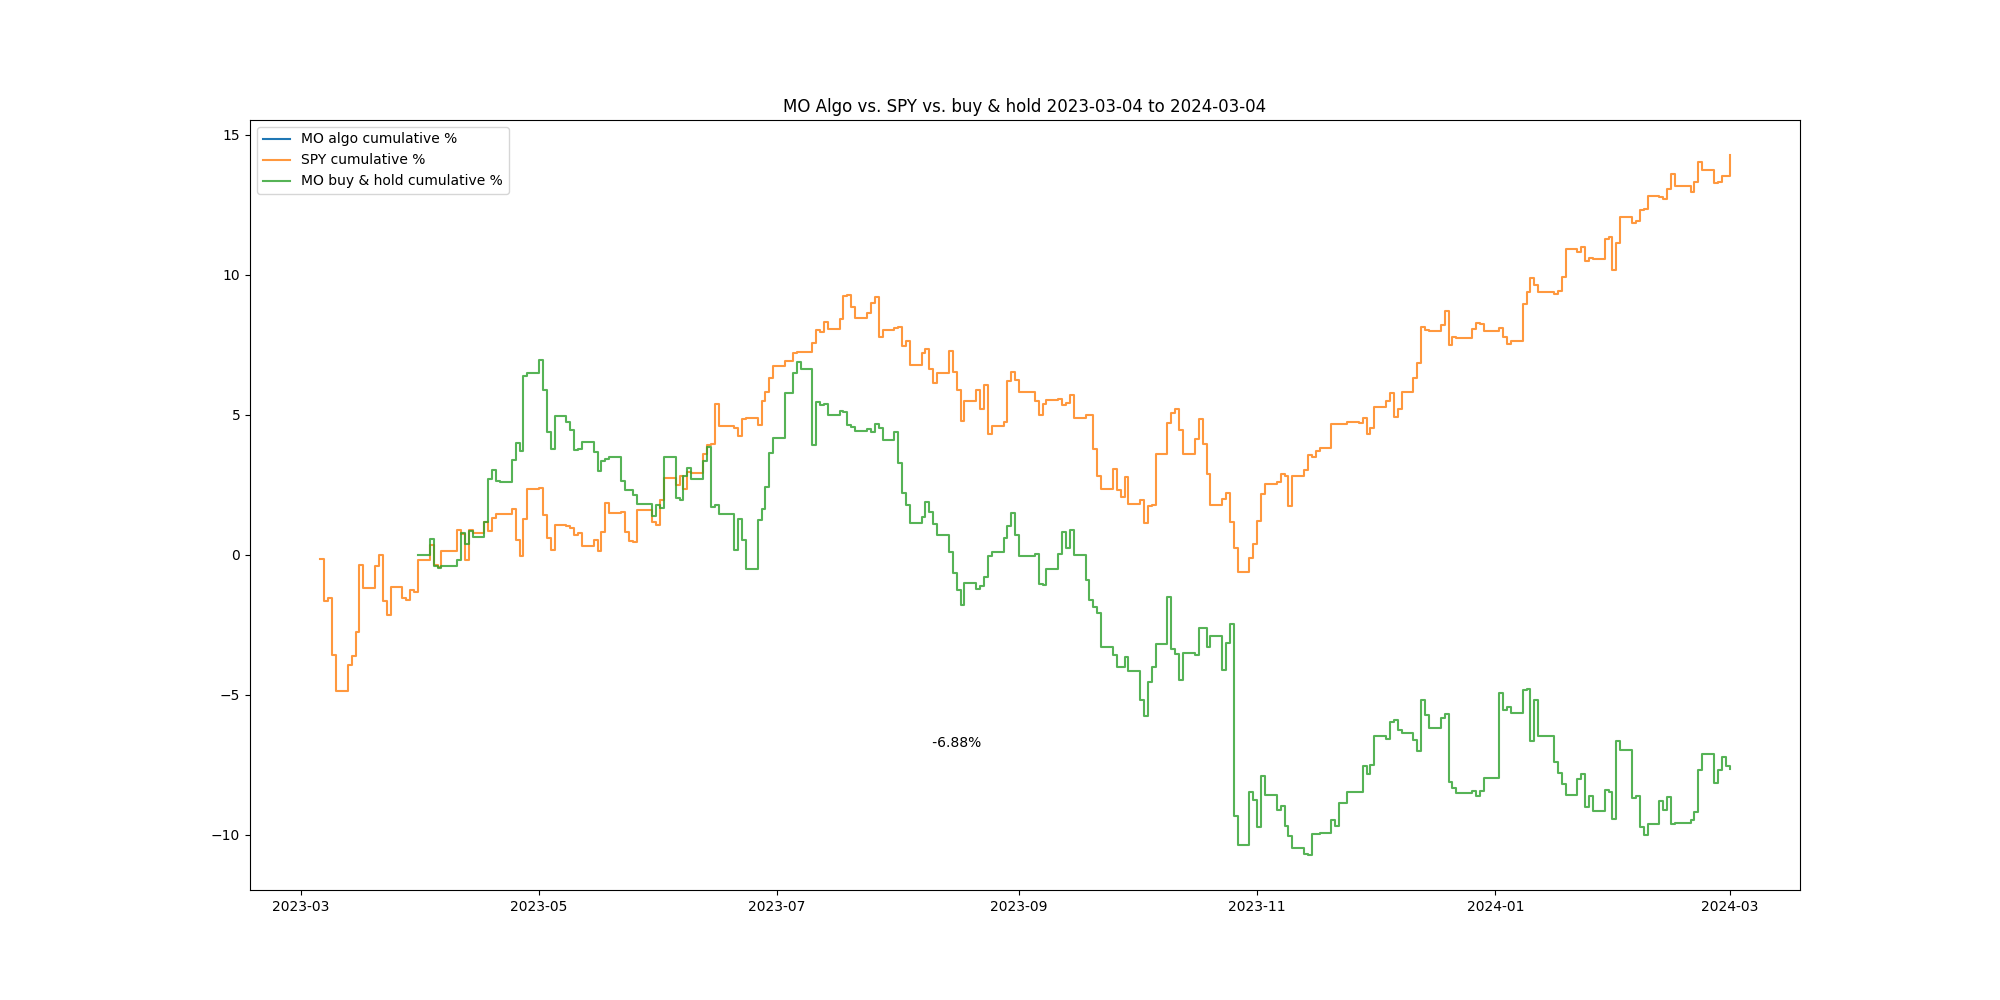 MO Algo vs. SPY vs. buy & hold 2023-03-04 to 2024-03-04
MO algo cumulative %
SPY cumulative %
MO buy & hold cumulative %
15
10
5
0
−5
−10
-6.88%
2023-03 2023-05 2023-07 2023-09 2023-11 2024-01 2024-03